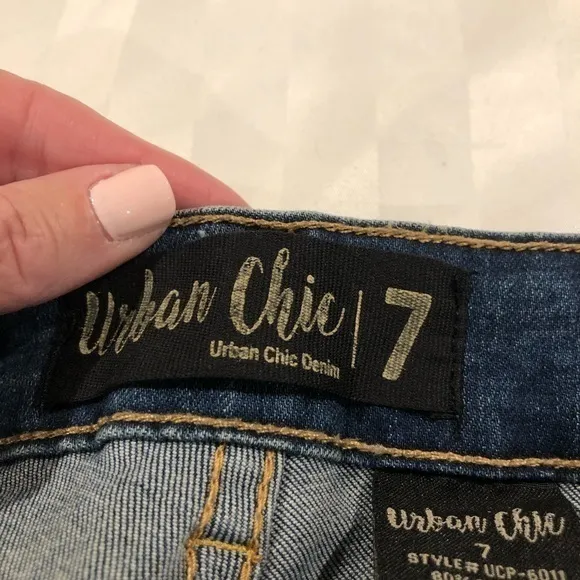 Urban Chic | 7
Urban Chic Denim
Urban Chic
7
STYLE# UCP-6011